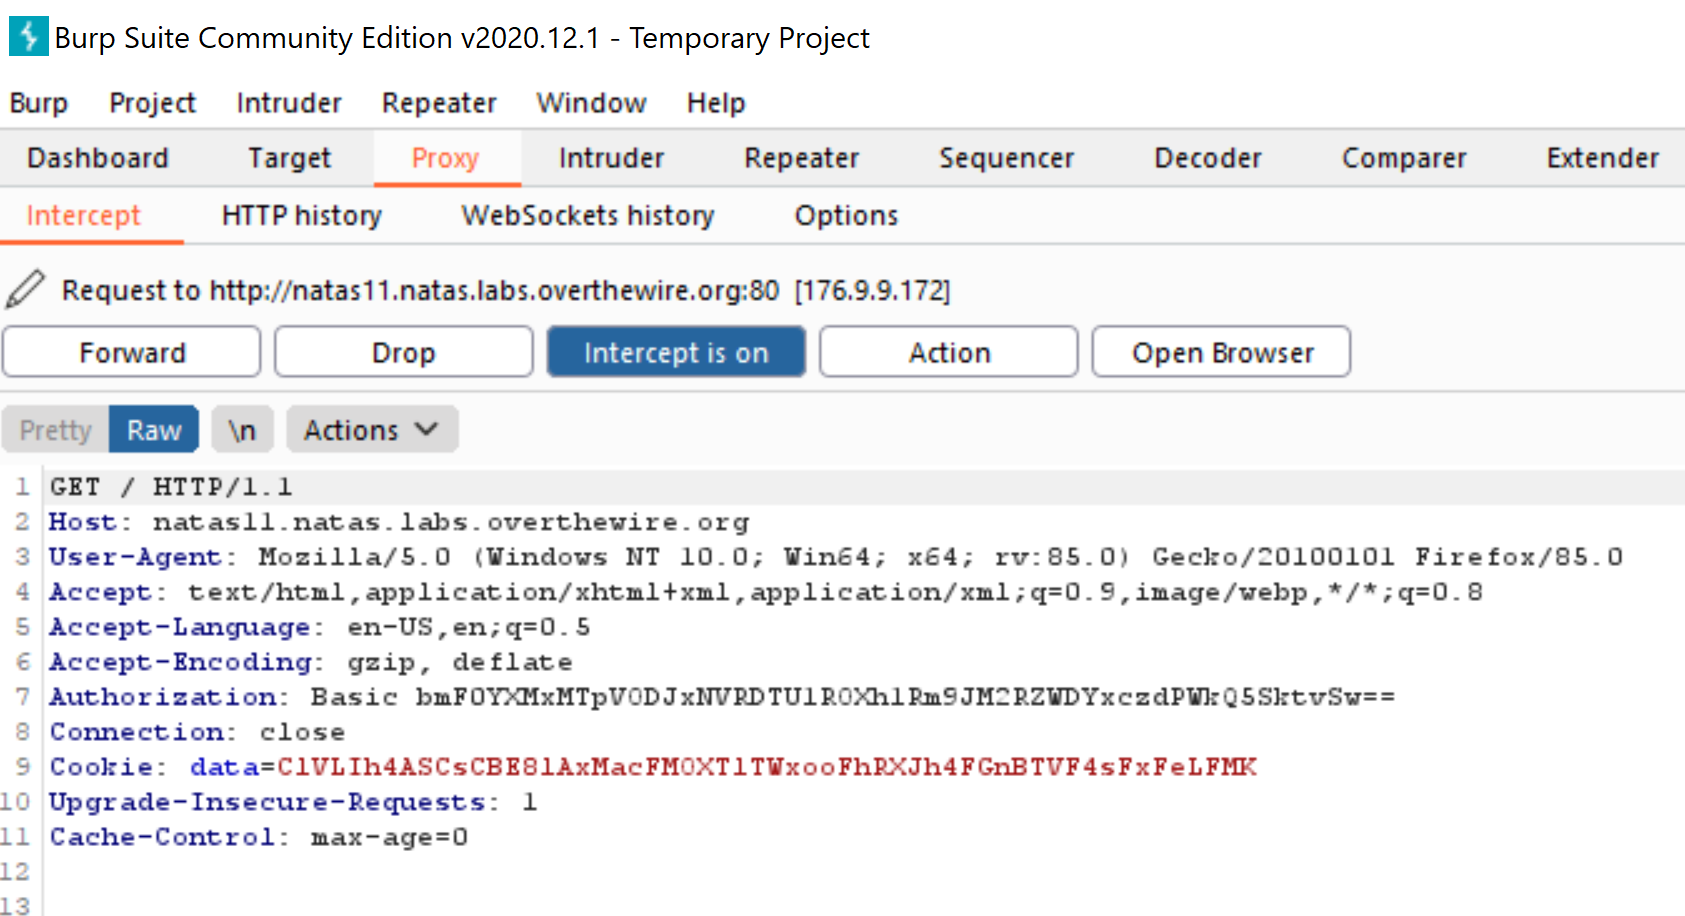 Burp Suite Community Edition v2020.12.1 - Temporary Project
Burp Project Intruder Repeater Window Help
Dashboard Target Proxy Intruder Repeater Sequencer Decoder Comparer Extender
Intercept HTTP history WebSockets history Options
Request to http://natas11.natas.labs.overthewire.org:80 [176.9.9.172]
Forward Drop Intercept is on Action Open Browser
Pretty Raw \n Actions
1 GET / HTTP/1.1
2 Host: natas11.natas.labs.overthewire.org
3 User-Agent: Mozilla/5.0 (Windows NT 10.0; Win64; x64; rv:85.0) Gecko/20100101 Firefox/85.0
4 Accept: text/html,application/xhtml+xml,application/xml;q=0.9,image/webp,*/*;q=0.8
5 Accept-Language: en-US,en;q=0.5
6 Accept-Encoding: gzip, deflate
7 Authorization: Basic bmF0YXMxMTpVODJxNVRDTU1ROXh1Rm9JM2RZWDYxczdPWkQ5SktvSw==
8 Connection: close
9 Cookie: data=ClVLIh4ASCsCBE8lAxMacFMOXTlTWxooFhRXJh4FGnBTVF4sFxFeLFMK
10 Upgrade-Insecure-Requests: 1
11 Cache-Control: max-age=0
12
13